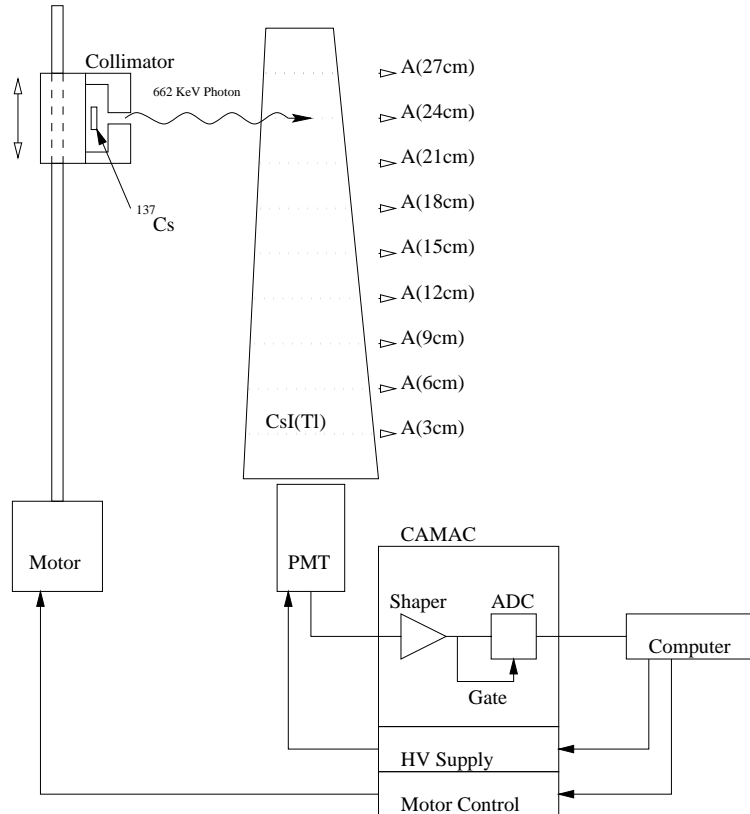 Collimator
662 KeV Photon
137
Cs
A(27cm)
A(24cm)
A(21cm)
A(18cm)
A(15cm)
A(12cm)
A(9cm)
A(6cm)
A(3cm)
CsI(Tl)
Motor
PMT
CAMAC
Shaper
ADC
Gate
Computer
HV Supply
Motor Control